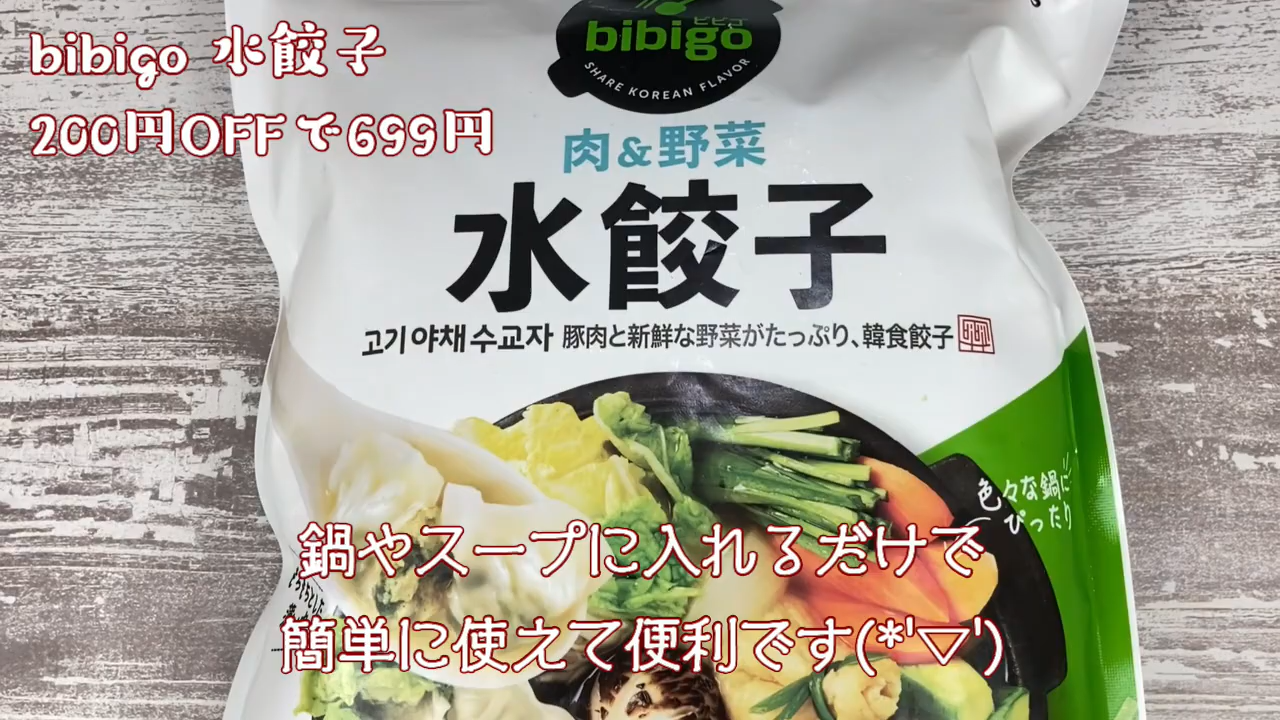 bibigo 水餃子
200円OFFで699円
ビビゴ
bibigo
SHARE KOREAN FLAVOR
肉&野菜
水餃子
고기야채 수교자 豚肉と新鮮な野菜がたっぷり、韓食餃子
色々な鍋に
ぴったり
鍋やスープに入れるだけで
簡単に使えて便利です(*'▽')